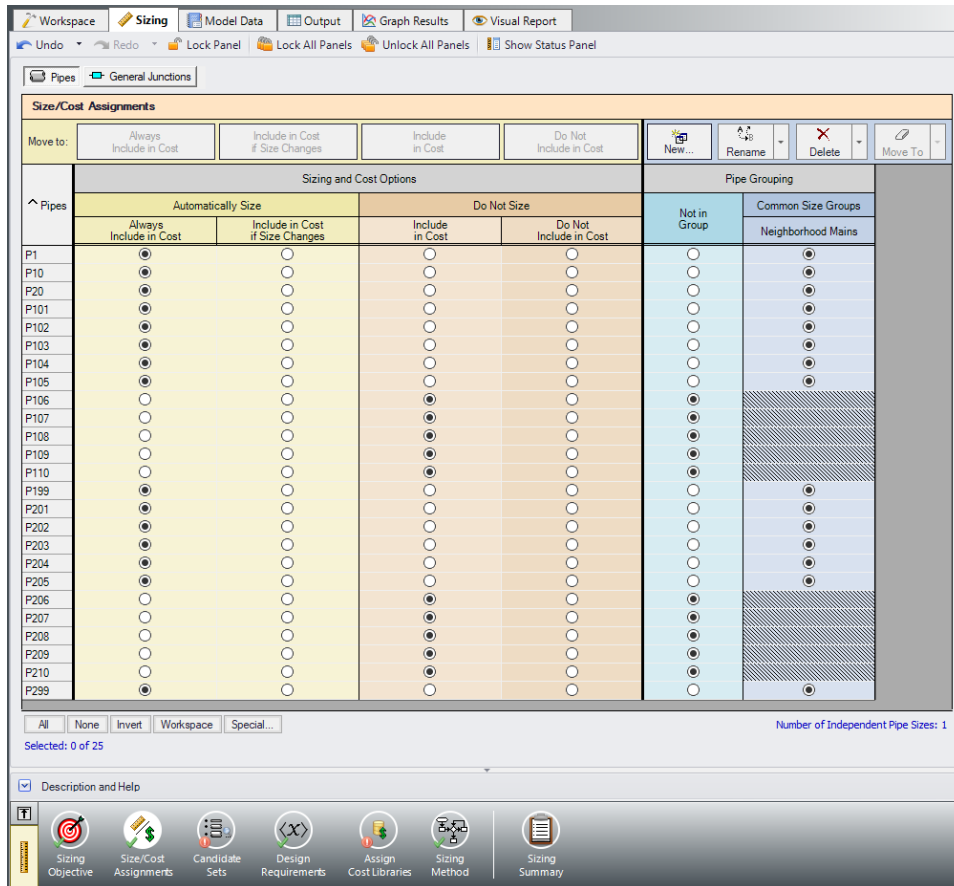 Workspace Sizing Model Data Output Graph Results Visual Report
Undo Redo Lock Panel Lock All Panels Unlock All Panels Show Status Panel
Pipes General Junctions
Size/Cost Assignments
Move to: Always Include in Cost Include in Cost if Size Changes Include in Cost Do Not Include in Cost New... Rename Delete Move To
Sizing and Cost Options Pipe Grouping
^ Pipes Automatically Size Do Not Size Not in Group Common Size Groups
Always Include in Cost Include in Cost if Size Changes Include in Cost Do Not Include in Cost Neighborhood Mains
P1
P10
P20
P101
P102
P103
P104
P105
P106
P107
P108
P109
P110
P199
P201
P202
P203
P204
P205
P206
P207
P208
P209
P210
P299
All None Invert Workspace Special... Number of Independent Pipe Sizes: 1
Selected: 0 of 25
Description and Help
Sizing Objective Size/Cost Assignments Candidate Sets Design Requirements Assign Cost Libraries Sizing Method Sizing Summary